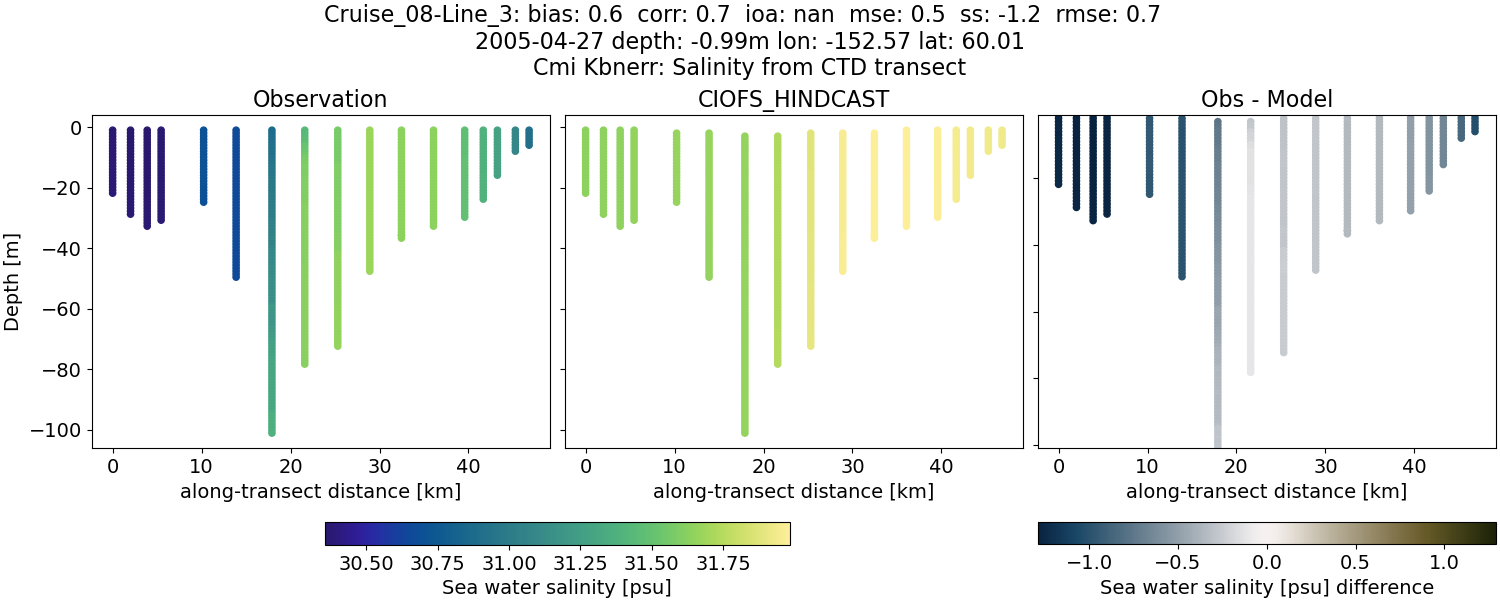 Cruise_08-Line_3: bias: 0.6  corr: 0.7  ioa: nan  mse: 0.5  ss: -1.2  rmse: 0.7
2005-04-27 depth: -0.99m lon: -152.57 lat: 60.01
Cmi Kbnerr: Salinity from CTD transect
Observation
CIOFS_HINDCAST
Obs - Model
Depth [m]
0
−20
−40
−60
−80
−100
0 10 20 30 40
0 10 20 30 40
0 10 20 30 40
along-transect distance [km]
along-transect distance [km]
along-transect distance [km]
30.50 30.75 31.00 31.25 31.50 31.75
Sea water salinity [psu]
−1.0 −0.5 0.0 0.5 1.0
Sea water salinity [psu] difference